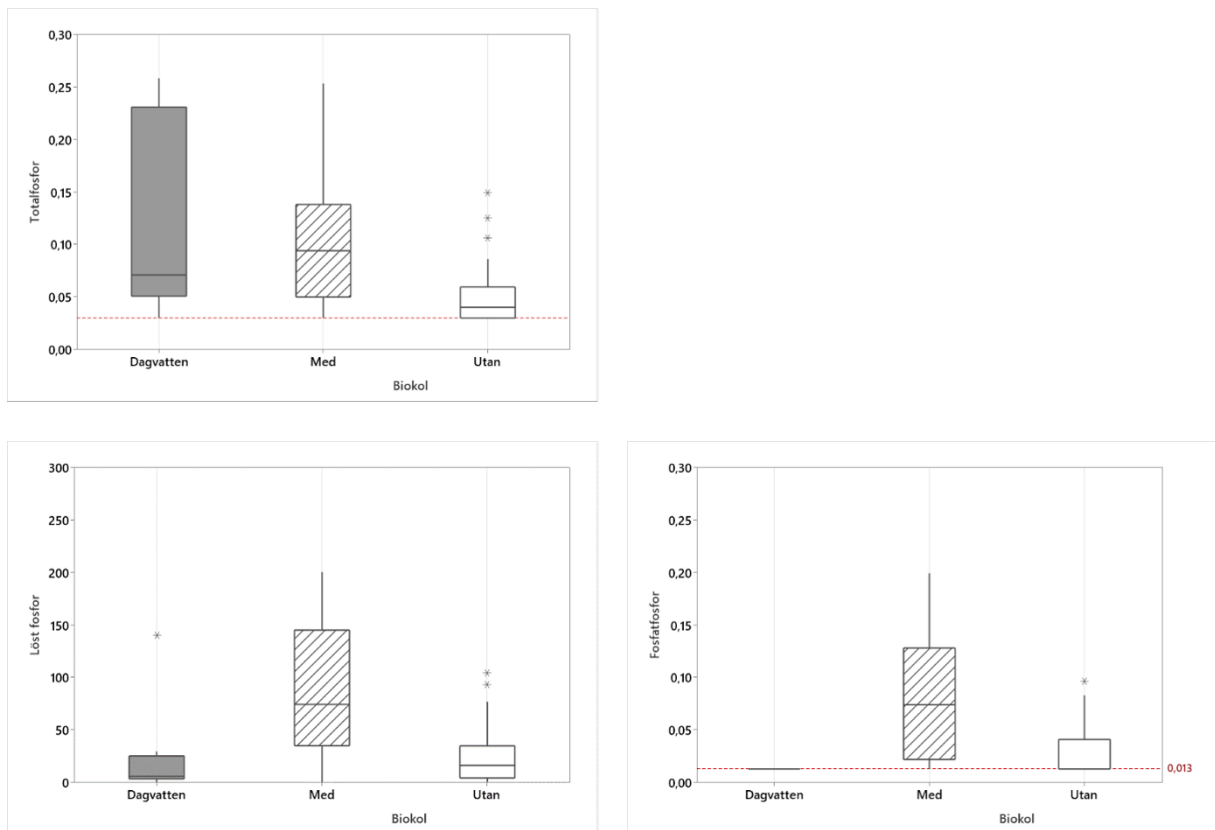 0,30
0,25
0,20
0,15
0,10
0,05
0,00
Totalfosfor
Dagvatten Med Utan
Biokol
300
250
200
150
100
50
0
Löst fosfor
Dagvatten Med Utan
Biokol
0,30
0,25
0,20
0,15
0,10
0,05
0,00
Fosfatfosfor
0,013
Dagvatten Med Utan
Biokol